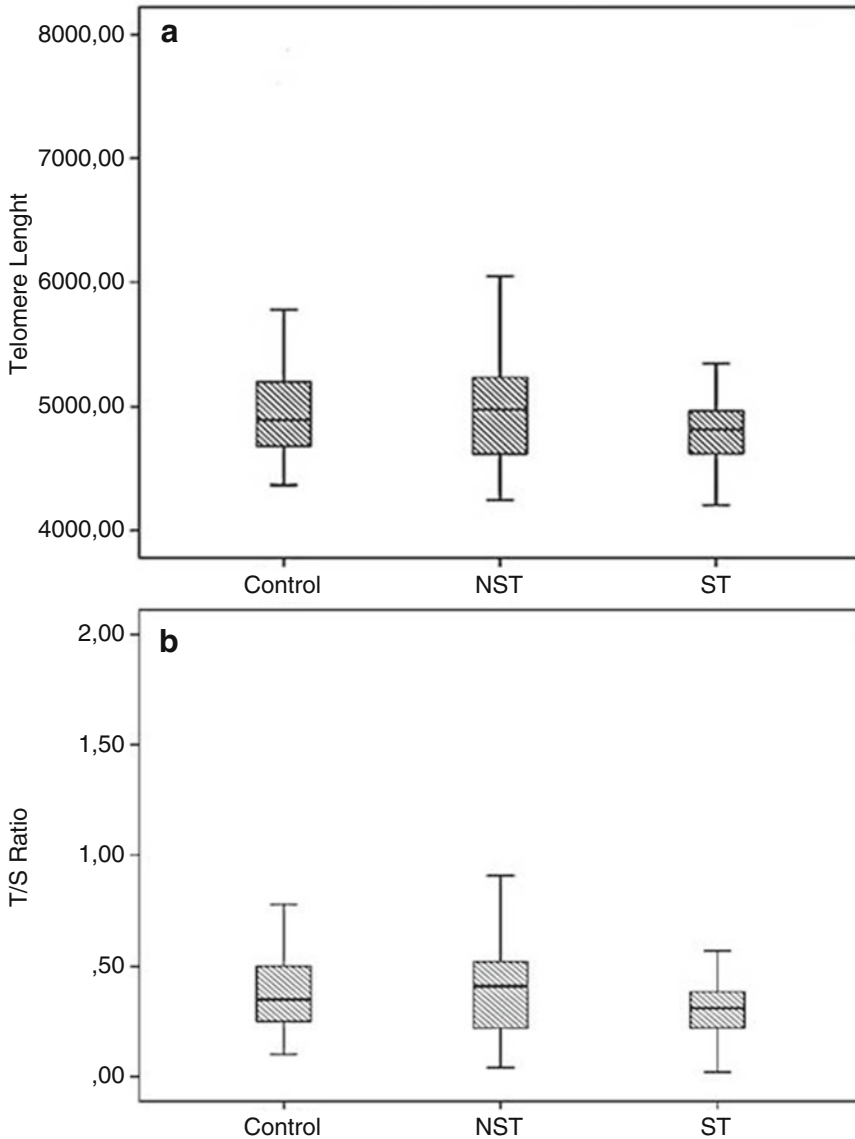 a
8000,00
7000,00
6000,00
5000,00
4000,00
Telomere Lenght
Control NST ST
b
2,00
1,50
1,00
,50
,00
T/S Ratio
Control NST ST